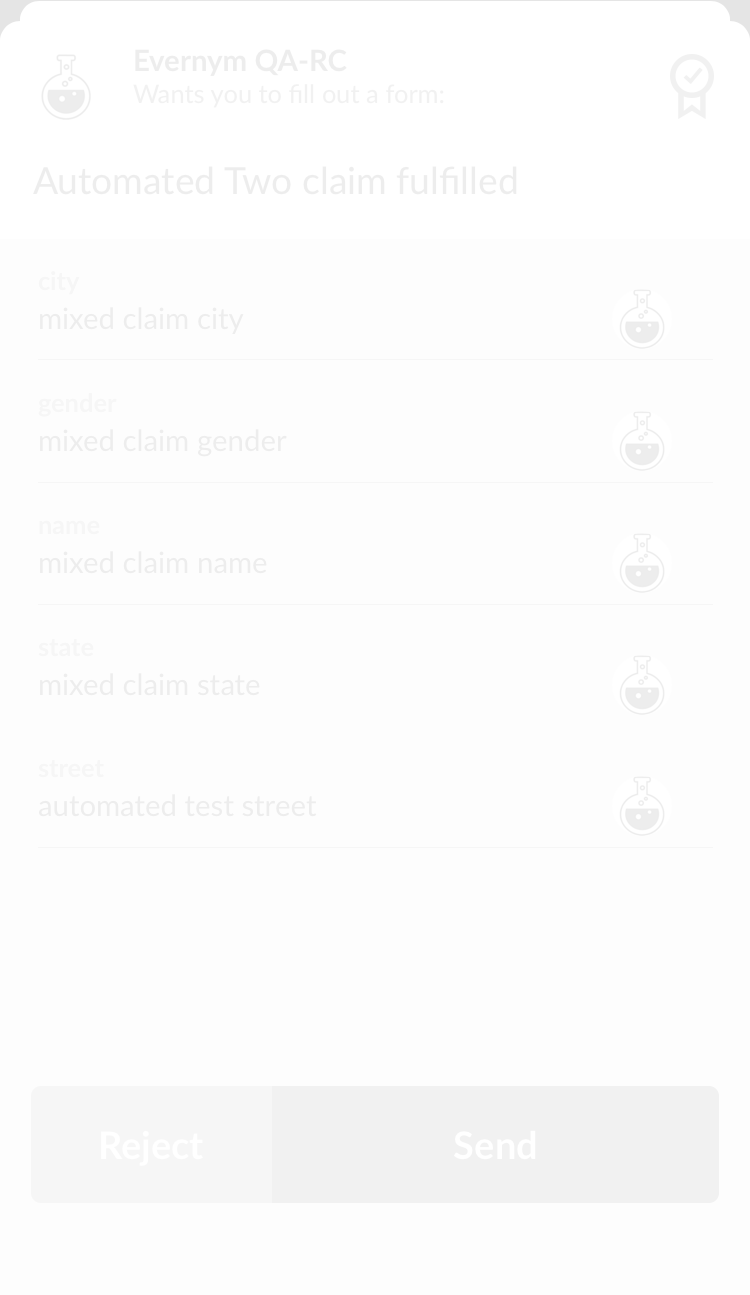 Evernym QA-RC
Wants you to fill out a form:
Automated Two claim fulfilled
city
mixed claim city
gender
mixed claim gender
name
mixed claim name
state
mixed claim state
street
automated test street
Reject
Send